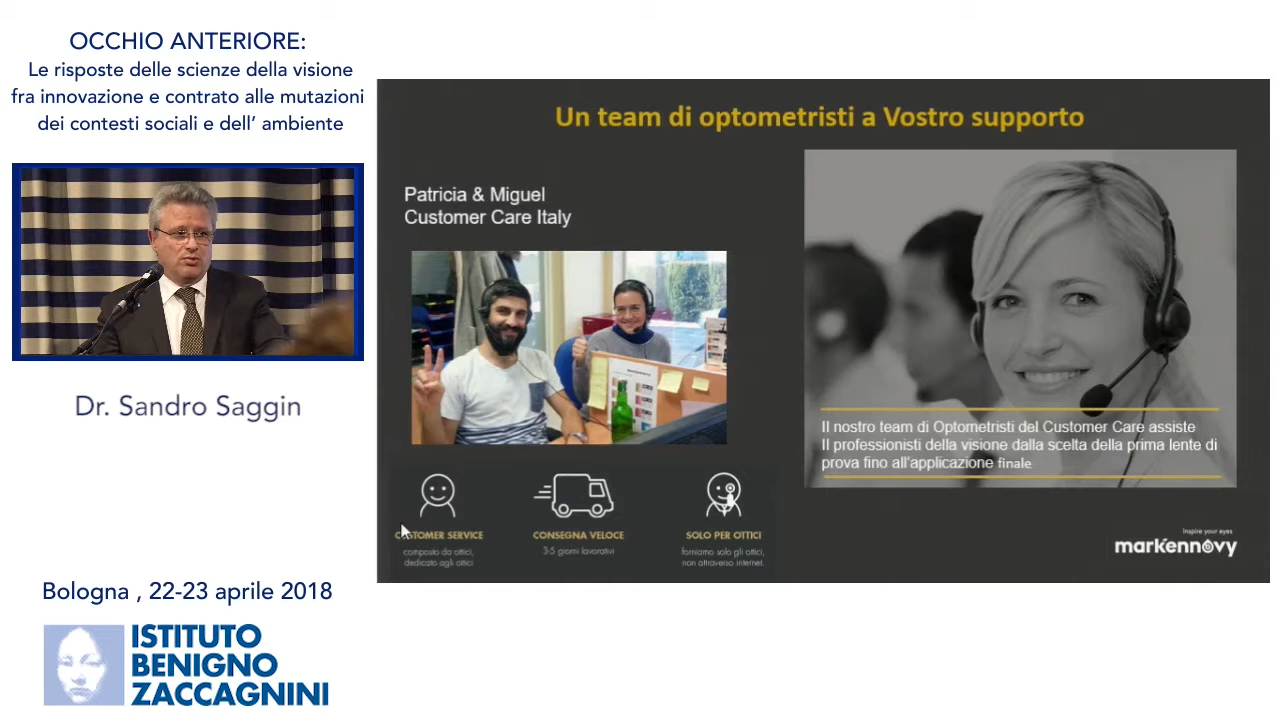 OCCHIO ANTERIORE:
Le risposte delle scienze della visione
fra innovazione e contrato alle mutazioni
dei contesti sociali e dell' ambiente
Dr. Sandro Saggin
Bologna , 22-23 aprile 2018
ISTITUTO
BENIGNO
ZACCAGNINI
Un team di optometristi a Vostro supporto
Patricia & Miguel
Customer Care Italy
Il nostro team di Optometristi del Customer Care assiste
Il professionisti della visione dalla scelta della prima lente di
prova fino all'applicazione finale
CUSTOMER SERVICE
composto da ottici,
dedicato agli ottici
CONSEGNA VELOCE
3-5 giorni lavorativi
SOLO PER OTTICI
forniamo solo gli ottici,
non attraverso internet.
Inspire your eyes
mark'ennovy